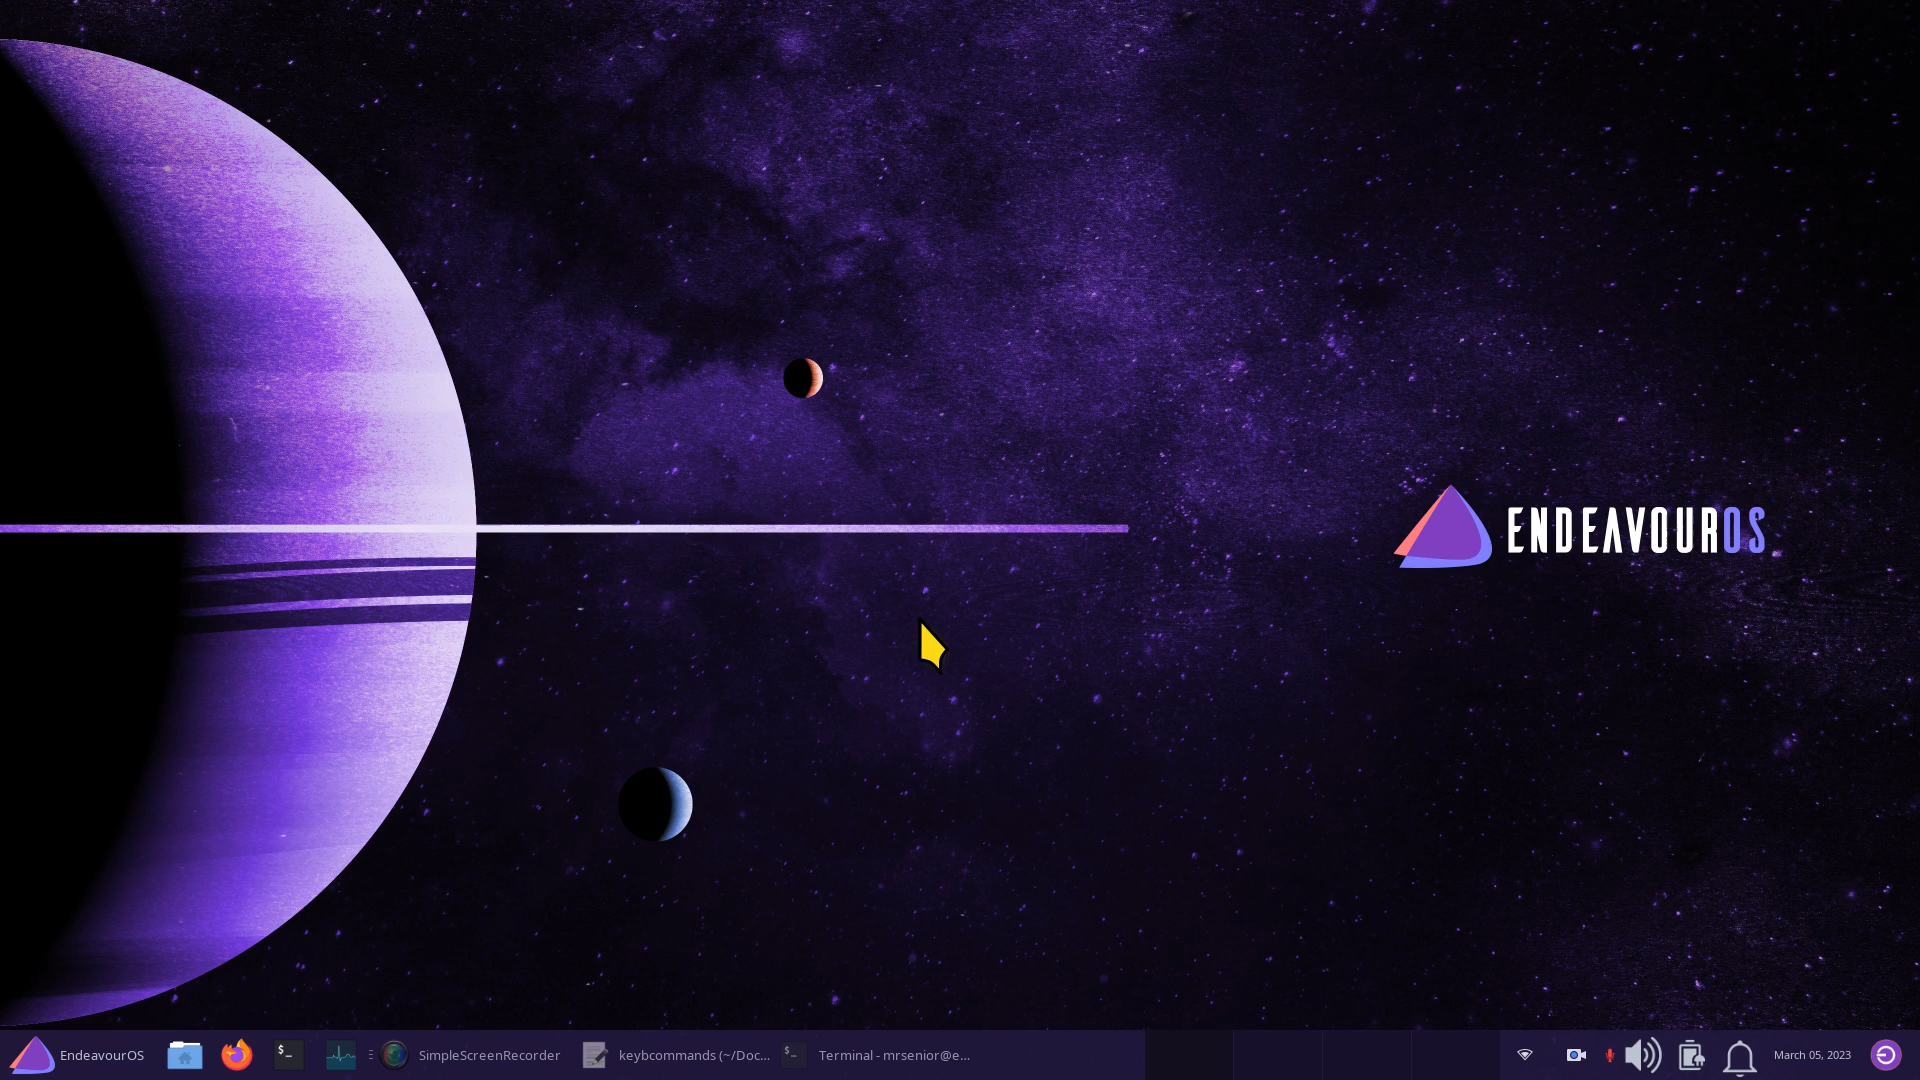 ENDEAVOUROS
EndeavourOS
$_
SimpleScreenRecorder
keybcommands (~/Doc...
$_
Terminal - mrsenior@e...
March 05, 2023